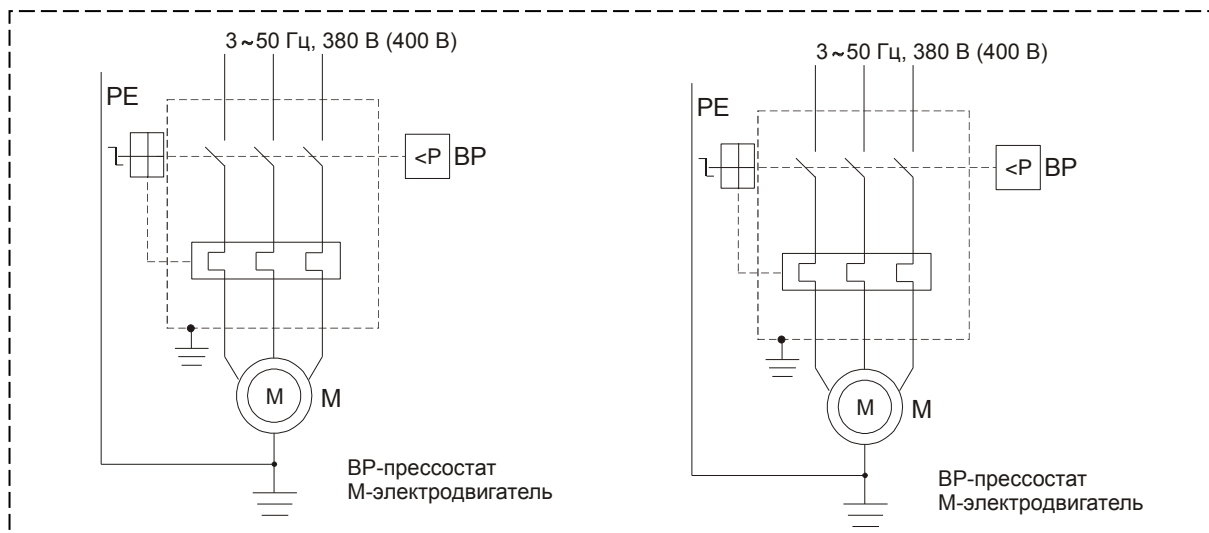 3~50 Гц, 380 В (400 В)
PE
<P BP
M M
BP-прессостат
М-электродвигатель
3~50 Гц, 380 В (400 В)
PE
<P BP
M M
BP-прессостат
М-электродвигатель